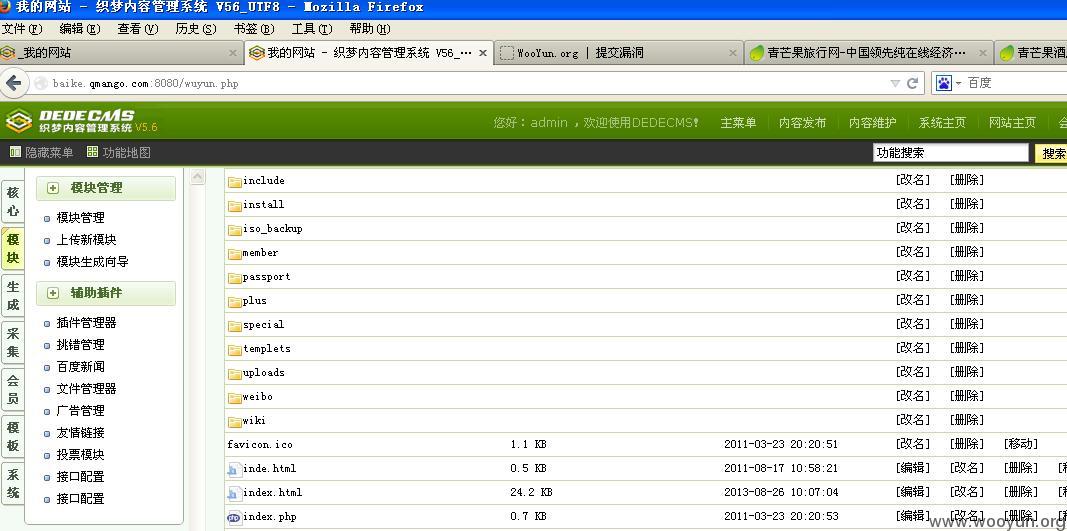 我的网站 - 织梦内容管理系统 V56_UTF8 - Mozilla Firefox
文件(F) 编辑(E) 查看(V) 历史(S) 书签(B) 工具(T) 帮助(H)
_我的网站 × 我的网站 - 织梦内容管理系统 V56_... × WooYun.org | 提交漏洞 × 青芒果旅行网-中国领先纯在线经济... × 青芒果酒
baike.qmango.com:8080/wuyun.php 百度
DEDECMS
织梦内容管理系统 V5.6
您好：admin ，欢迎使用DEDECMS! 主菜单 内容发布 内容维护 系统主页 网站主页 会
隐藏菜单 功能地图 功能搜索 搜索
核心
模块
生成
采集
会员
模板
系统
模块管理
模块管理
上传新模块
模块生成向导
辅助插件
插件管理器
挑错管理
百度新闻
文件管理器
广告管理
友情链接
投票模块
接口配置
接口配置
include [改名] [删除]
install [改名] [删除]
iso_backup [改名] [删除]
member [改名] [删除]
passport [改名] [删除]
plus [改名] [删除]
special [改名] [删除]
templets [改名] [删除]
uploads [改名] [删除]
weibo [改名] [删除]
wiki [改名] [删除]
favicon.ico 1.1 KB 2011-03-23 20:20:51 [改名] [删除] [移动]
inde.html 0.5 KB 2011-08-17 10:58:21 [编辑] [改名] [删除] [移
index.html 24.2 KB 2013-08-26 10:07:04 [编辑] [改名] [删除] [移
index.php 0.7 KB 2011-03-23 20:20:53 [编辑] [改名] [删除] [移
www.wooyun.org